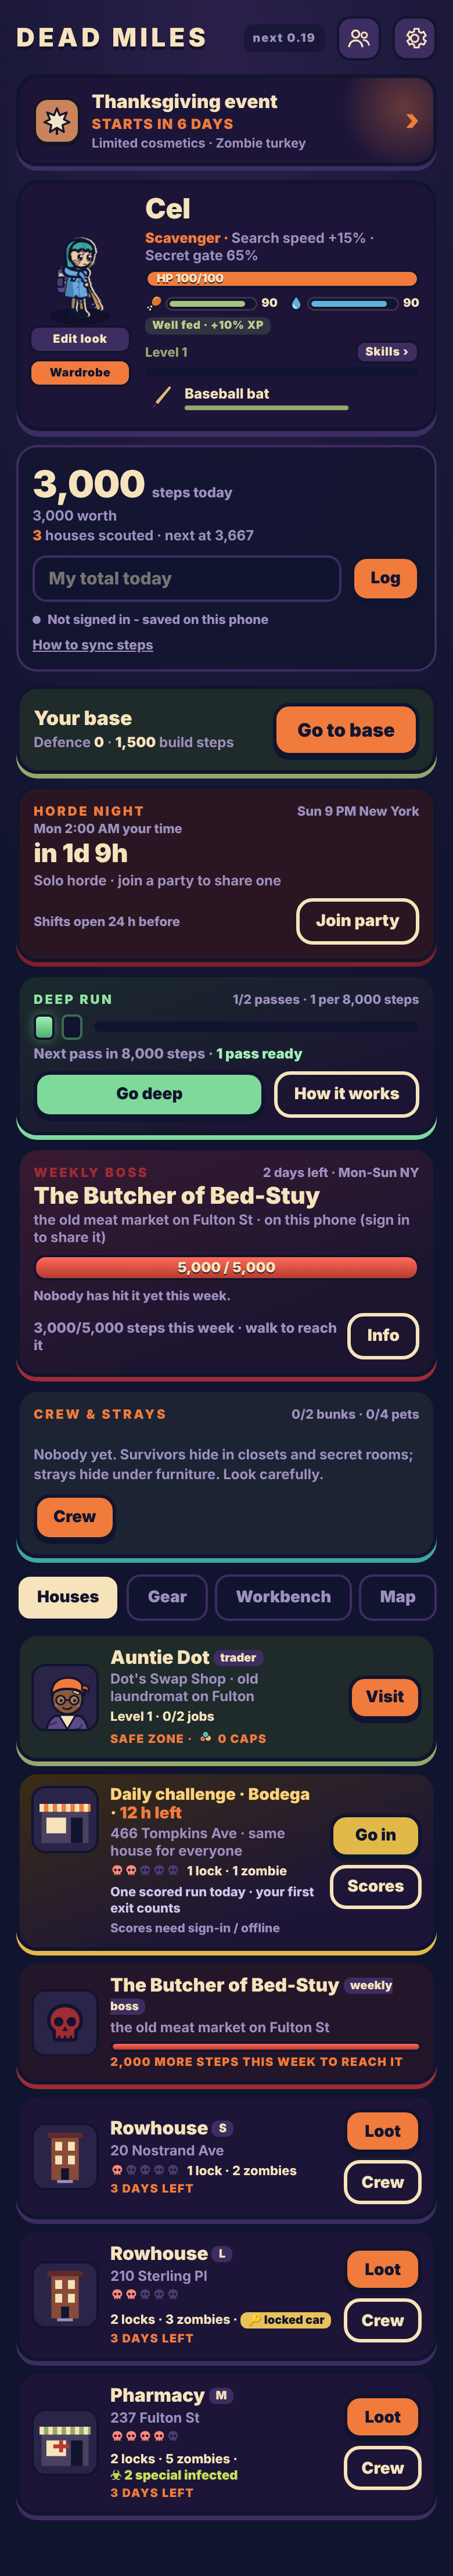 DEAD MILES
next 0.19
Thanksgiving event
STARTS IN 6 DAYS
Limited cosmetics · Zombie turkey
Cel
Scavenger · Search speed +15% ·
Secret gate 65%
HP 100/100
90
90
Well fed · +10% XP
Edit look
Wardrobe
Level 1
Skills ›
Baseball bat
3,000 steps today
3,000 worth
3 houses scouted · next at 3,667
My total today
Log
Not signed in - saved on this phone
How to sync steps
Your base
Defence 0 · 1,500 build steps
Go to base
HORDE NIGHT
Sun 9 PM New York
Mon 2:00 AM your time
in 1d 9h
Solo horde · join a party to share one
Shifts open 24 h before
Join party
DEEP RUN
1/2 passes · 1 per 8,000 steps
Next pass in 8,000 steps · 1 pass ready
Go deep
How it works
WEEKLY BOSS
2 days left · Mon-Sun NY
The Butcher of Bed-Stuy
the old meat market on Fulton St · on this phone (sign in
to share it)
5,000 / 5,000
Nobody has hit it yet this week.
3,000/5,000 steps this week · walk to reach
it
Info
CREW & STRAYS
0/2 bunks · 0/4 pets
Nobody yet. Survivors hide in closets and secret rooms;
strays hide under furniture. Look carefully.
Crew
Houses
Gear
Workbench
Map
Auntie Dot trader
Dot's Swap Shop · old
laundromat on Fulton
Level 1 · 0/2 jobs
SAFE ZONE · 0 CAPS
Visit
Daily challenge · Bodega
· 12 h left
466 Tompkins Ave · same
house for everyone
1 lock · 1 zombie
One scored run today · your first
exit counts
Scores need sign-in / offline
Go in
Scores
The Butcher of Bed-Stuy weekly
boss
the old meat market on Fulton St
2,000 MORE STEPS THIS WEEK TO REACH IT
Rowhouse S
20 Nostrand Ave
1 lock · 2 zombies
3 DAYS LEFT
Loot
Crew
Rowhouse L
210 Sterling Pl
2 locks · 3 zombies · 🔑 locked car
3 DAYS LEFT
Loot
Crew
Pharmacy M
237 Fulton St
2 locks · 5 zombies ·
☣ 2 special infected
3 DAYS LEFT
Loot
Crew